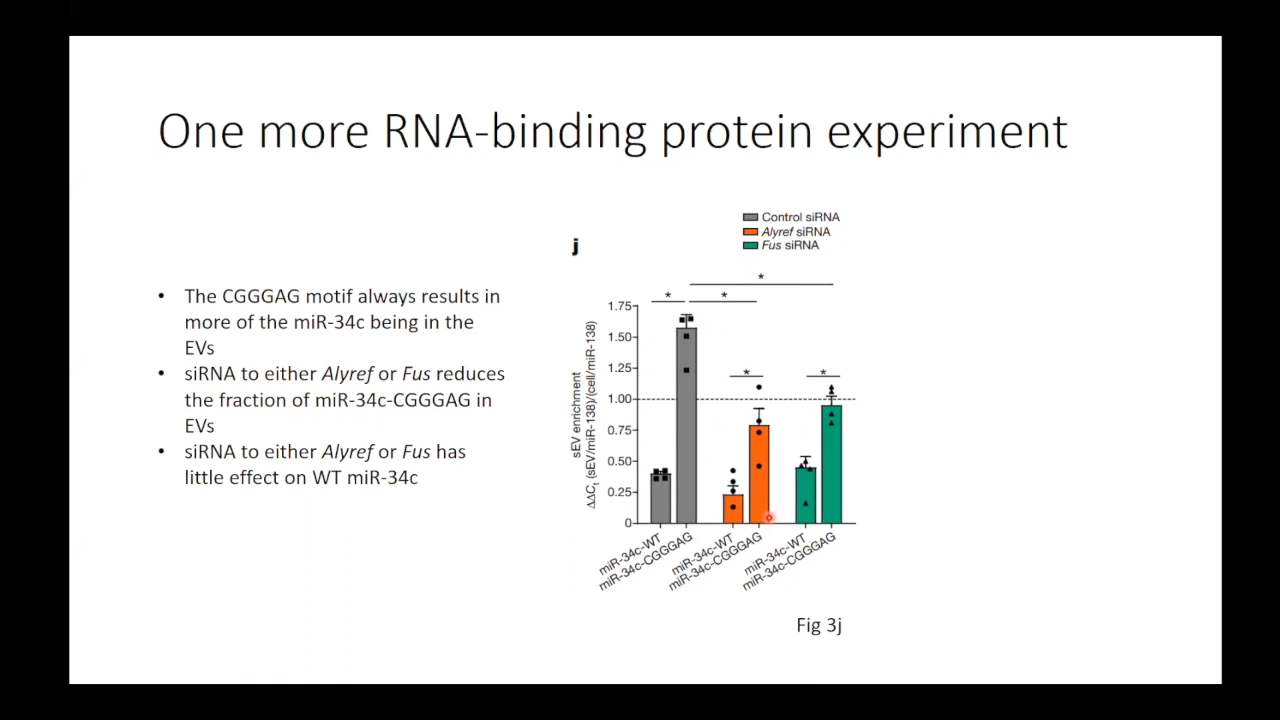 One more RNA-binding protein experiment
• The CGGGAG motif always results in
more of the miR-34c being in the
EVs
• siRNA to either Alyref or Fus reduces
the fraction of miR-34c-CGGGAG in
EVs
• siRNA to either Alyref or Fus has
little effect on WT miR-34c
j
Control siRNA
Alyref siRNA
Fus siRNA
*
* *
* *
sEV enrichment
ΔΔCt (sEV/miR-138)/(cell/miR-138)
1.75
1.50
1.25
1.00
0.75
0.50
0.25
0
miR-34c-WT
miR-34c-CGGGAG
miR-34c-WT
miR-34c-CGGGAG
miR-34c-WT
miR-34c-CGGGAG
Fig 3j